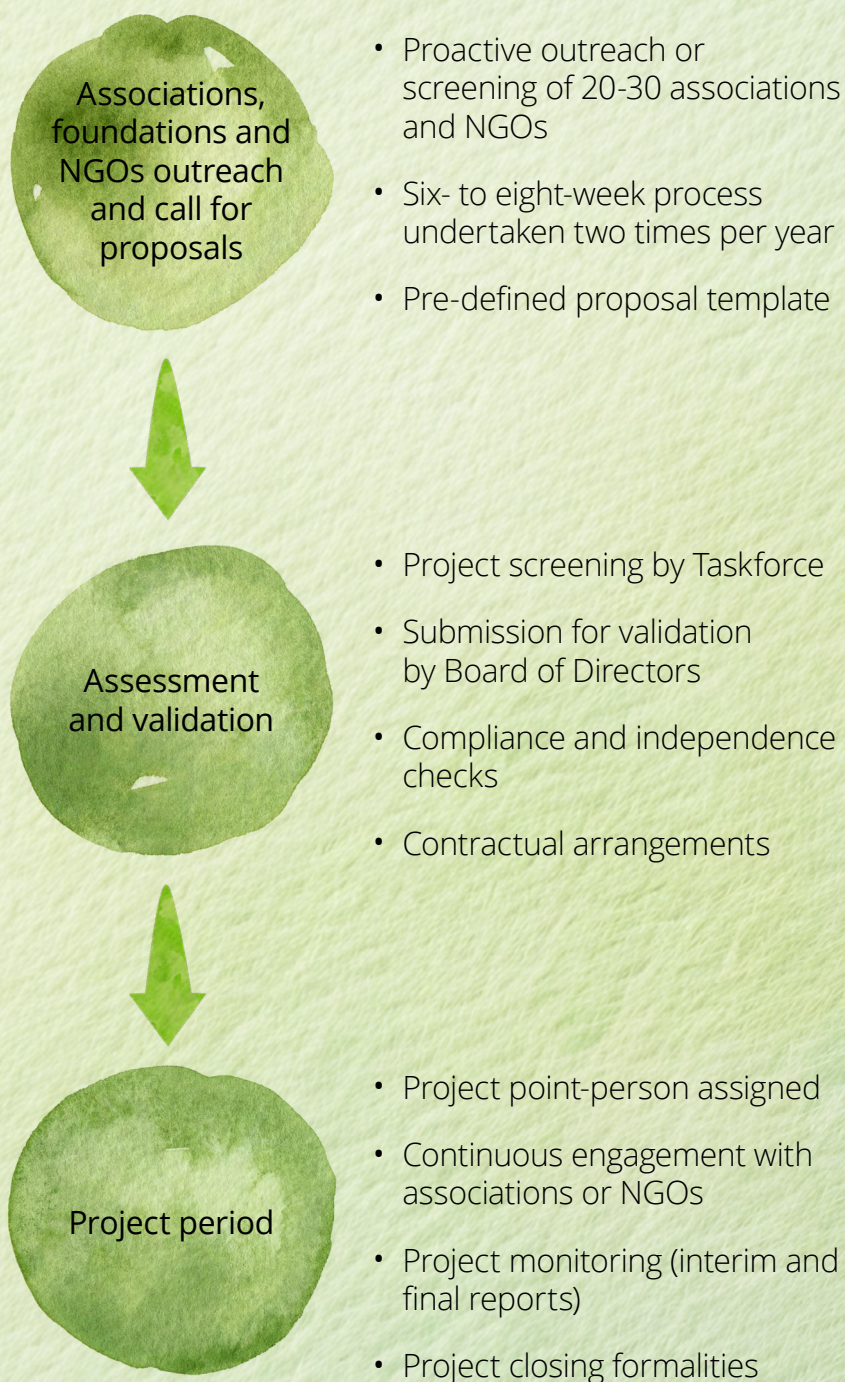 Associations,
foundations and
NGOs outreach
and call for
proposals
• Proactive outreach or
screening of 20-30 associations
and NGOs
• Six- to eight-week process
undertaken two times per year
• Pre-defined proposal template
Assessment
and validation
• Project screening by Taskforce
• Submission for validation
by Board of Directors
• Compliance and independence
checks
• Contractual arrangements
Project period
• Project point-person assigned
• Continuous engagement with
associations or NGOs
• Project monitoring (interim and
final reports)
• Project closing formalities